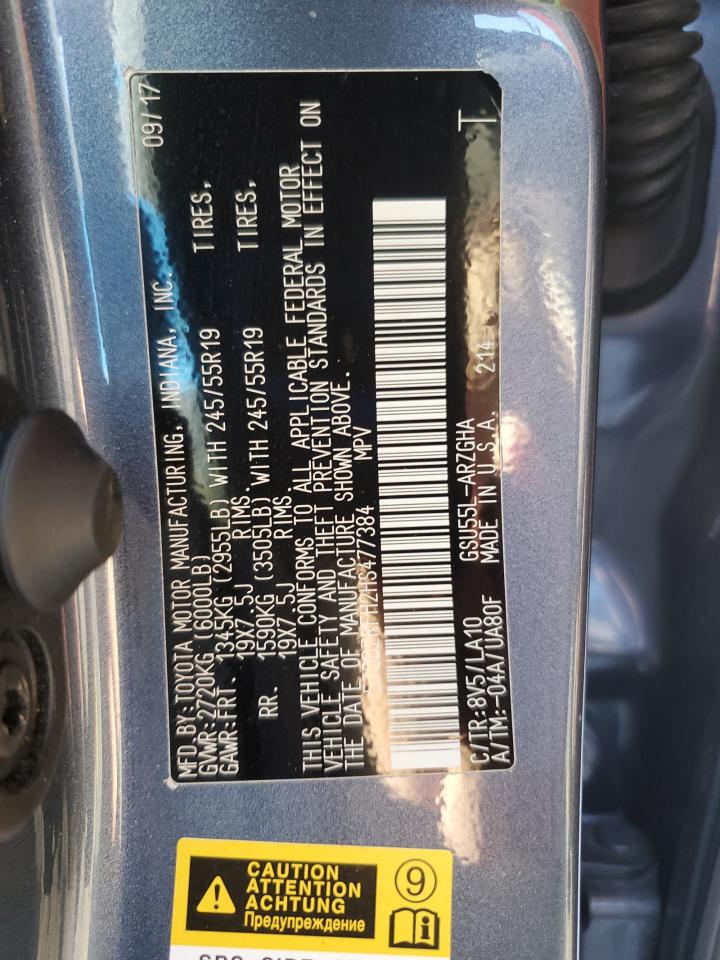 MFD.BY:TOYOTA MOTOR MANUFACTURING, INDIANA, INC. 09/17
GVWR:2720KG (6000LB)
GAWR:FRT. 1345KG (2955LB) WITH 245/55R19 TIRES,
19X7.5J RIMS.
RR. 1590KG (3505LB) WITH 245/55R19 TIRES,
19X7.5J RIMS.
THIS VEHICLE CONFORMS TO ALL APPLICABLE FEDERAL MOTOR
VEHICLE SAFETY AND THEFT PREVENTION STANDARDS IN EFFECT ON
THE DATE OF MANUFACTURE SHOWN ABOVE.
MPV
T
C/TR:8V5/LA10 GSU55L-ARZGHA
A/TM:-04A/UA80F MADE IN U.S.A. 214
CAUTION
ATTENTION
ACHTUNG
Предупреждение
9
i